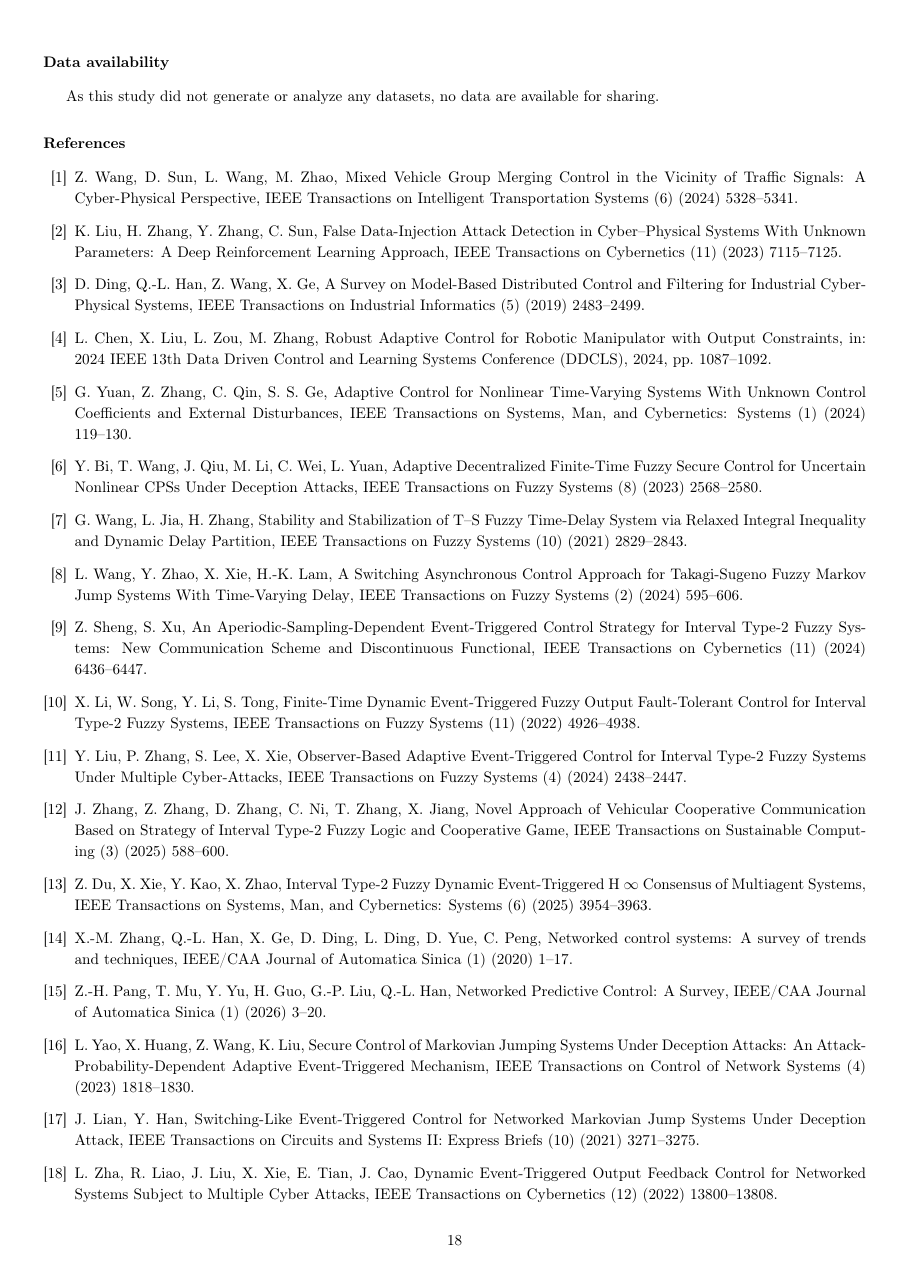 Data availability
As this study did not generate or analyze any datasets, no data are available for sharing.
References
[1] Z. Wang, D. Sun, L. Wang, M. Zhao, Mixed Vehicle Group Merging Control in the Vicinity of Traffic Signals: A
Cyber-Physical Perspective, IEEE Transactions on Intelligent Transportation Systems (6) (2024) 5328–5341.
[2] K. Liu, H. Zhang, Y. Zhang, C. Sun, False Data-Injection Attack Detection in Cyber–Physical Systems With Unknown
Parameters: A Deep Reinforcement Learning Approach, IEEE Transactions on Cybernetics (11) (2023) 7115–7125.
[3] D. Ding, Q.-L. Han, Z. Wang, X. Ge, A Survey on Model-Based Distributed Control and Filtering for Industrial Cyber-
Physical Systems, IEEE Transactions on Industrial Informatics (5) (2019) 2483–2499.
[4] L. Chen, X. Liu, L. Zou, M. Zhang, Robust Adaptive Control for Robotic Manipulator with Output Constraints, in:
2024 IEEE 13th Data Driven Control and Learning Systems Conference (DDCLS), 2024, pp. 1087–1092.
[5] G. Yuan, Z. Zhang, C. Qin, S. S. Ge, Adaptive Control for Nonlinear Time-Varying Systems With Unknown Control
Coefficients and External Disturbances, IEEE Transactions on Systems, Man, and Cybernetics: Systems (1) (2024)
119–130.
[6] Y. Bi, T. Wang, J. Qiu, M. Li, C. Wei, L. Yuan, Adaptive Decentralized Finite-Time Fuzzy Secure Control for Uncertain
Nonlinear CPSs Under Deception Attacks, IEEE Transactions on Fuzzy Systems (8) (2023) 2568–2580.
[7] G. Wang, L. Jia, H. Zhang, Stability and Stabilization of T–S Fuzzy Time-Delay System via Relaxed Integral Inequality
and Dynamic Delay Partition, IEEE Transactions on Fuzzy Systems (10) (2021) 2829–2843.
[8] L. Wang, Y. Zhao, X. Xie, H.-K. Lam, A Switching Asynchronous Control Approach for Takagi-Sugeno Fuzzy Markov
Jump Systems With Time-Varying Delay, IEEE Transactions on Fuzzy Systems (2) (2024) 595–606.
[9] Z. Sheng, S. Xu, An Aperiodic-Sampling-Dependent Event-Triggered Control Strategy for Interval Type-2 Fuzzy Sys-
tems: New Communication Scheme and Discontinuous Functional, IEEE Transactions on Cybernetics (11) (2024)
6436–6447.
[10] X. Li, W. Song, Y. Li, S. Tong, Finite-Time Dynamic Event-Triggered Fuzzy Output Fault-Tolerant Control for Interval
Type-2 Fuzzy Systems, IEEE Transactions on Fuzzy Systems (11) (2022) 4926–4938.
[11] Y. Liu, P. Zhang, S. Lee, X. Xie, Observer-Based Adaptive Event-Triggered Control for Interval Type-2 Fuzzy Systems
Under Multiple Cyber-Attacks, IEEE Transactions on Fuzzy Systems (4) (2024) 2438–2447.
[12] J. Zhang, Z. Zhang, D. Zhang, C. Ni, T. Zhang, X. Jiang, Novel Approach of Vehicular Cooperative Communication
Based on Strategy of Interval Type-2 Fuzzy Logic and Cooperative Game, IEEE Transactions on Sustainable Comput-
ing (3) (2025) 588–600.
[13] Z. Du, X. Xie, Y. Kao, X. Zhao, Interval Type-2 Fuzzy Dynamic Event-Triggered H ∞ Consensus of Multiagent Systems,
IEEE Transactions on Systems, Man, and Cybernetics: Systems (6) (2025) 3954–3963.
[14] X.-M. Zhang, Q.-L. Han, X. Ge, D. Ding, L. Ding, D. Yue, C. Peng, Networked control systems: A survey of trends
and techniques, IEEE/CAA Journal of Automatica Sinica (1) (2020) 1–17.
[15] Z.-H. Pang, T. Mu, Y. Yu, H. Guo, G.-P. Liu, Q.-L. Han, Networked Predictive Control: A Survey, IEEE/CAA Journal
of Automatica Sinica (1) (2026) 3–20.
[16] L. Yao, X. Huang, Z. Wang, K. Liu, Secure Control of Markovian Jumping Systems Under Deception Attacks: An Attack-
Probability-Dependent Adaptive Event-Triggered Mechanism, IEEE Transactions on Control of Network Systems (4)
(2023) 1818–1830.
[17] J. Lian, Y. Han, Switching-Like Event-Triggered Control for Networked Markovian Jump Systems Under Deception
Attack, IEEE Transactions on Circuits and Systems II: Express Briefs (10) (2021) 3271–3275.
[18] L. Zha, R. Liao, J. Liu, X. Xie, E. Tian, J. Cao, Dynamic Event-Triggered Output Feedback Control for Networked
Systems Subject to Multiple Cyber Attacks, IEEE Transactions on Cybernetics (12) (2022) 13800–13808.
18